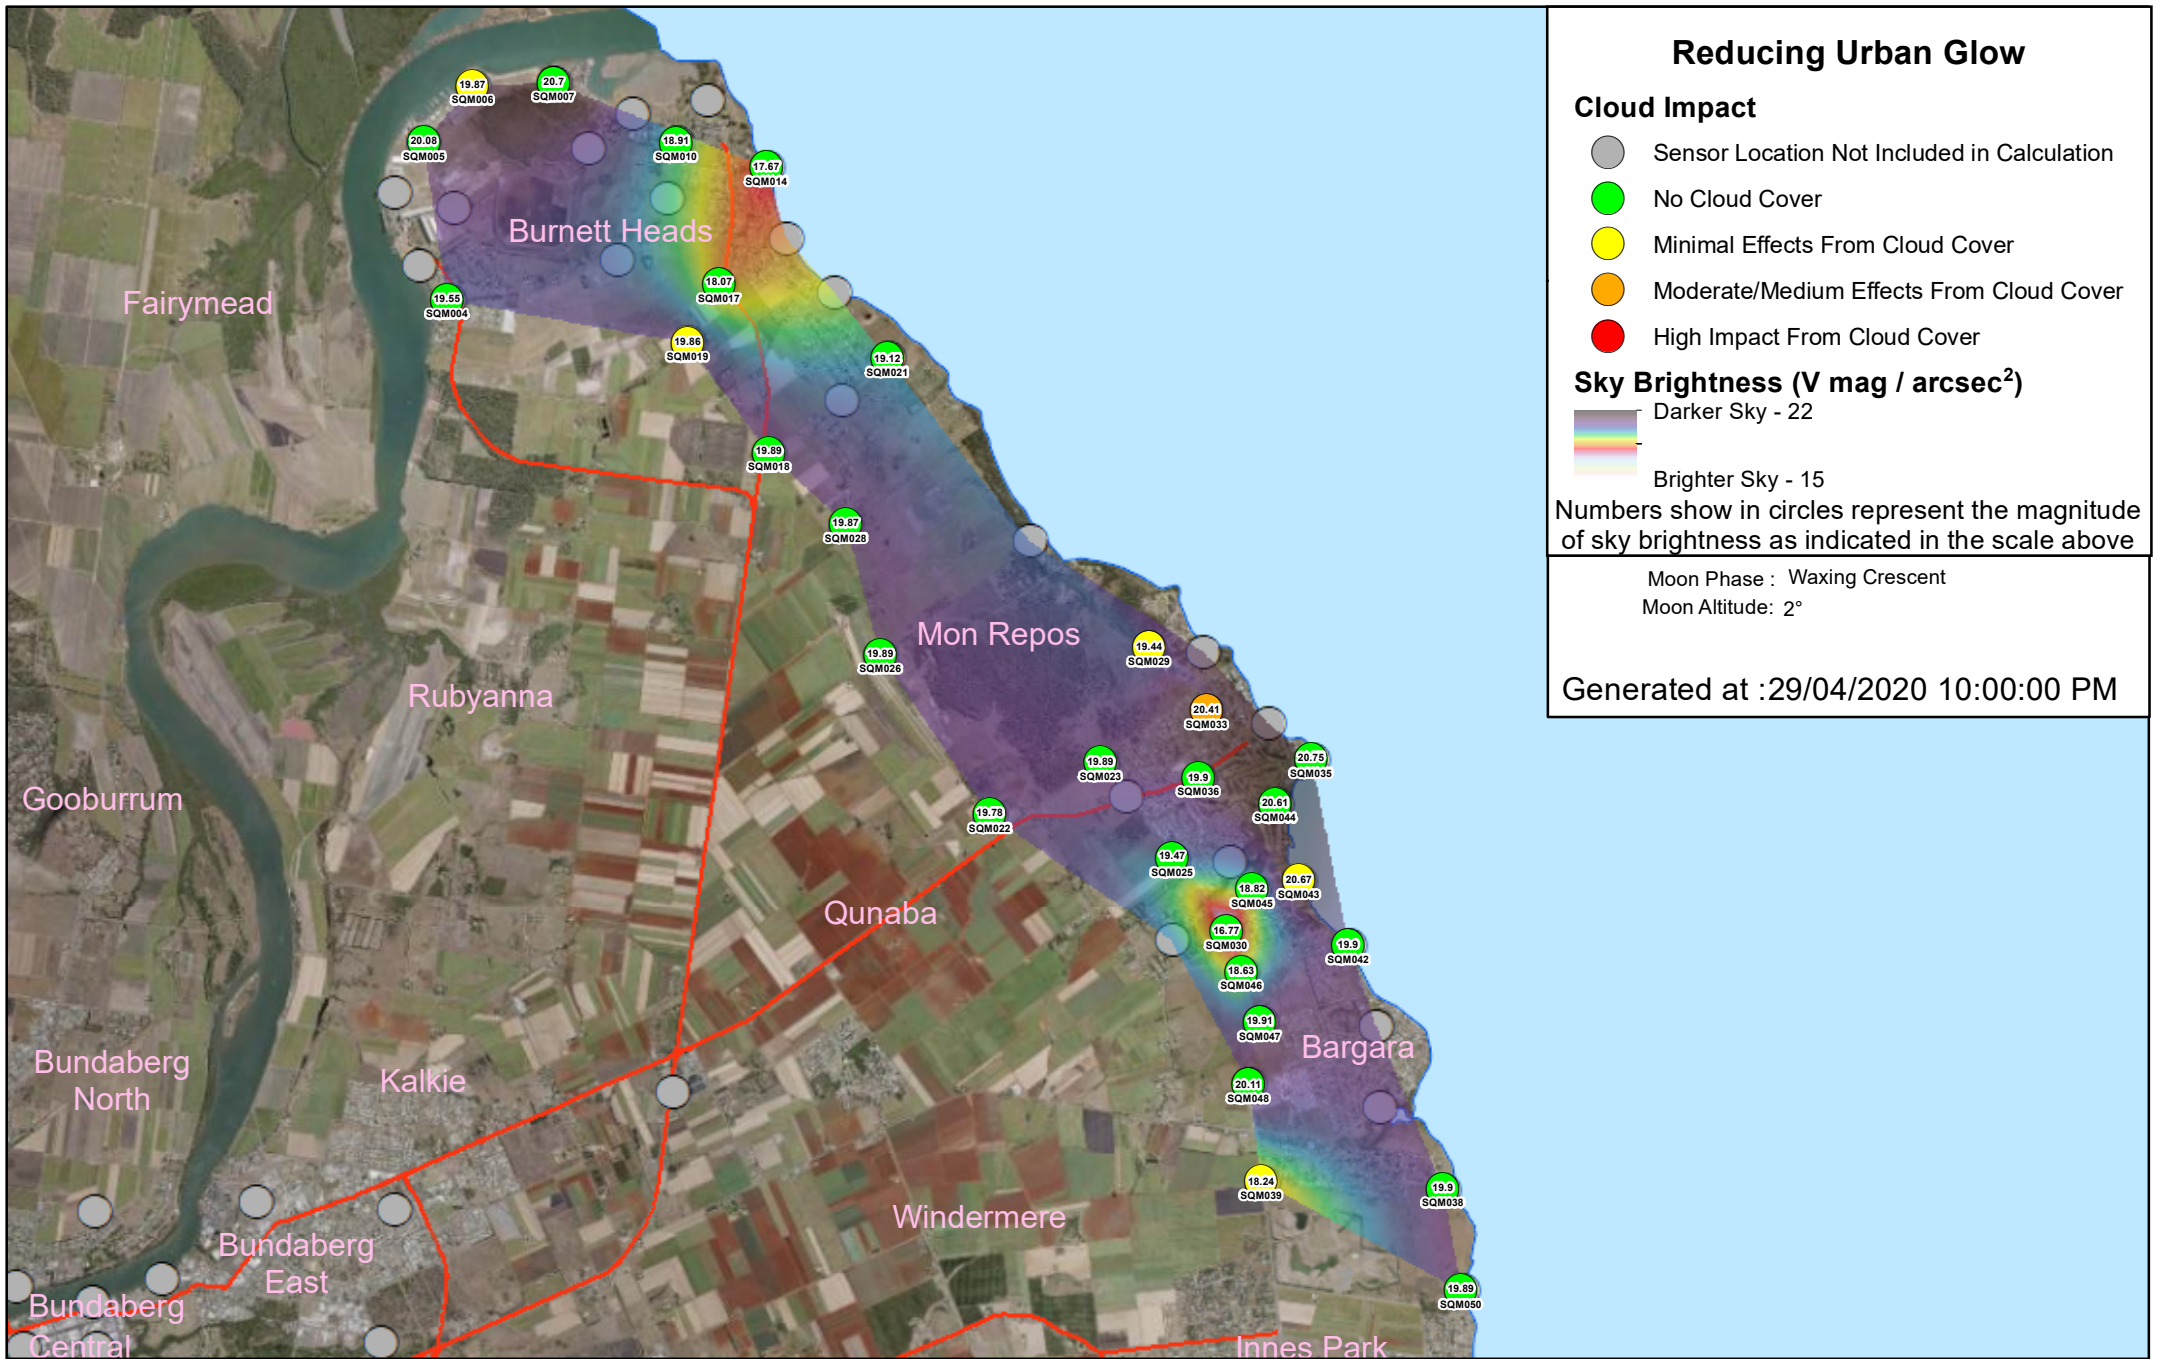 Reducing Urban Glow
Cloud Impact
Sensor Location Not Included in Calculation
No Cloud Cover
Minimal Effects From Cloud Cover
Moderate/Medium Effects From Cloud Cover
High Impact From Cloud Cover
Sky Brightness (V mag / arcsec²)
Darker Sky - 22
Brighter Sky - 15
Numbers show in circles represent the magnitude
of sky brightness as indicated in the scale above
Moon Phase : Waxing Crescent
Moon Altitude: 2°
Generated at :29/04/2020 10:00:00 PM
19.87
SQM006
20.7
SQM007
20.08
SQM005
18.91
SQM010
17.67
SQM014
Burnett Heads
18.07
SQM017
Fairymead
19.55
SQM004
19.86
SQM019
19.12
SQM021
19.89
SQM018
19.87
SQM028
Mon Repos
19.44
SQM029
19.89
SQM026
Rubyanna
20.41
SQM033
19.89
SQM023
19.9
SQM036
20.75
SQM035
Gooburrum
20.61
SQM044
19.78
SQM022
19.47
SQM025
18.82
SQM045
20.67
SQM043
Qunaba
16.77
SQM030
19.9
SQM042
18.63
SQM046
19.91
SQM047
Bargara
Bundaberg
North
Kalkie
20.11
SQM048
18.24
SQM039
19.9
SQM038
Windermere
Bundaberg
East
19.89
SQM050
Bundaberg
Central
Innes Park